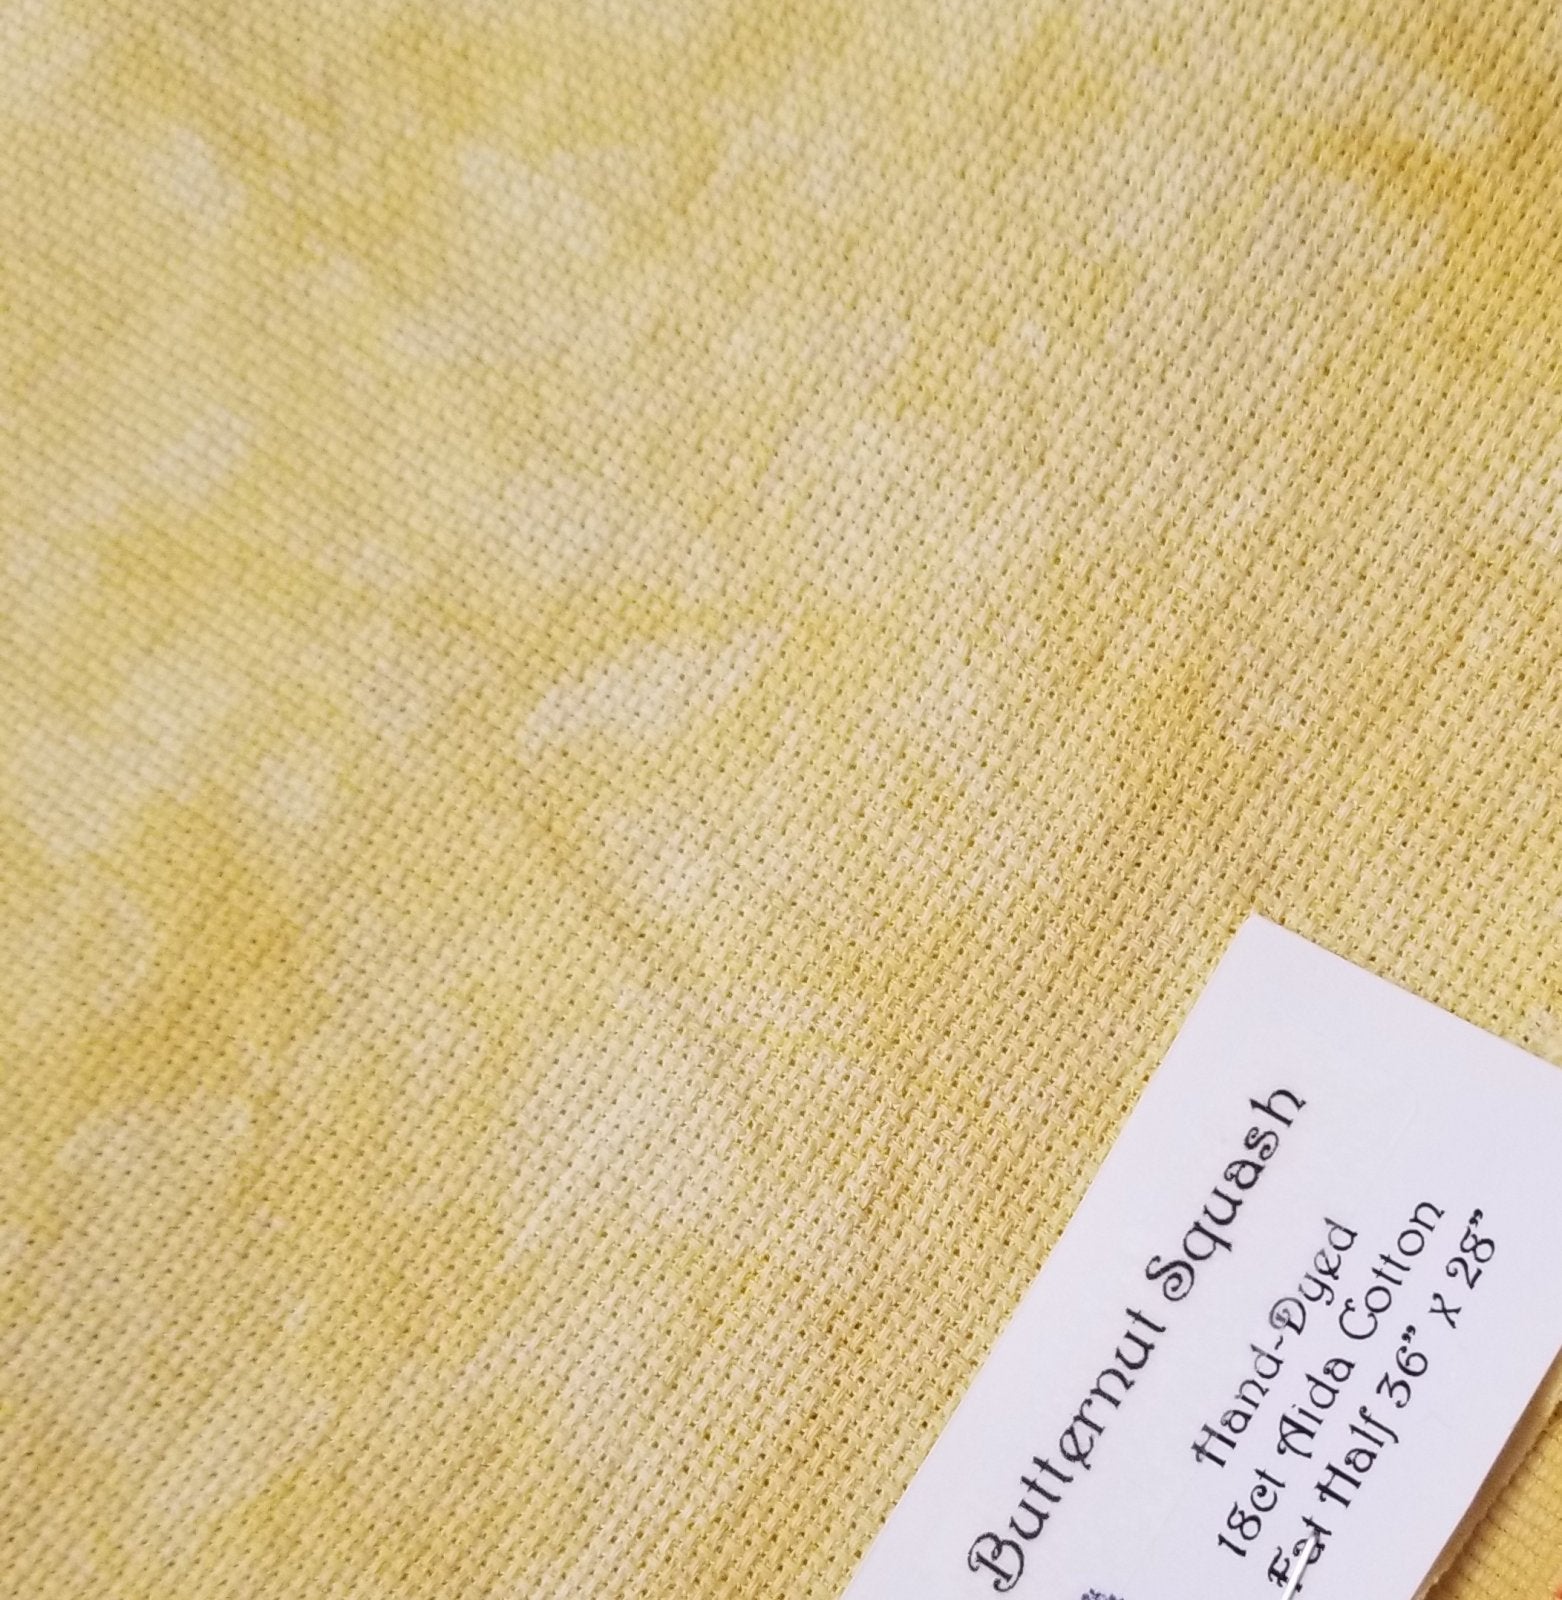 Butternut Squash
Hand-Dyed
18ct Aida Cotton
Fat Half 36" x 28"